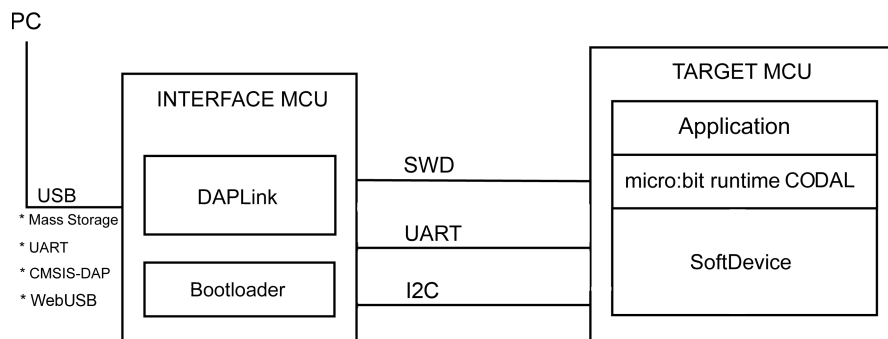 PC
USB
* Mass Storage
* UART
* CMSIS-DAP
* WebUSB
INTERFACE MCU
DAPLink
Bootloader
SWD
UART
I2C
TARGET MCU
Application
micro:bit runtime CODAL
SoftDevice